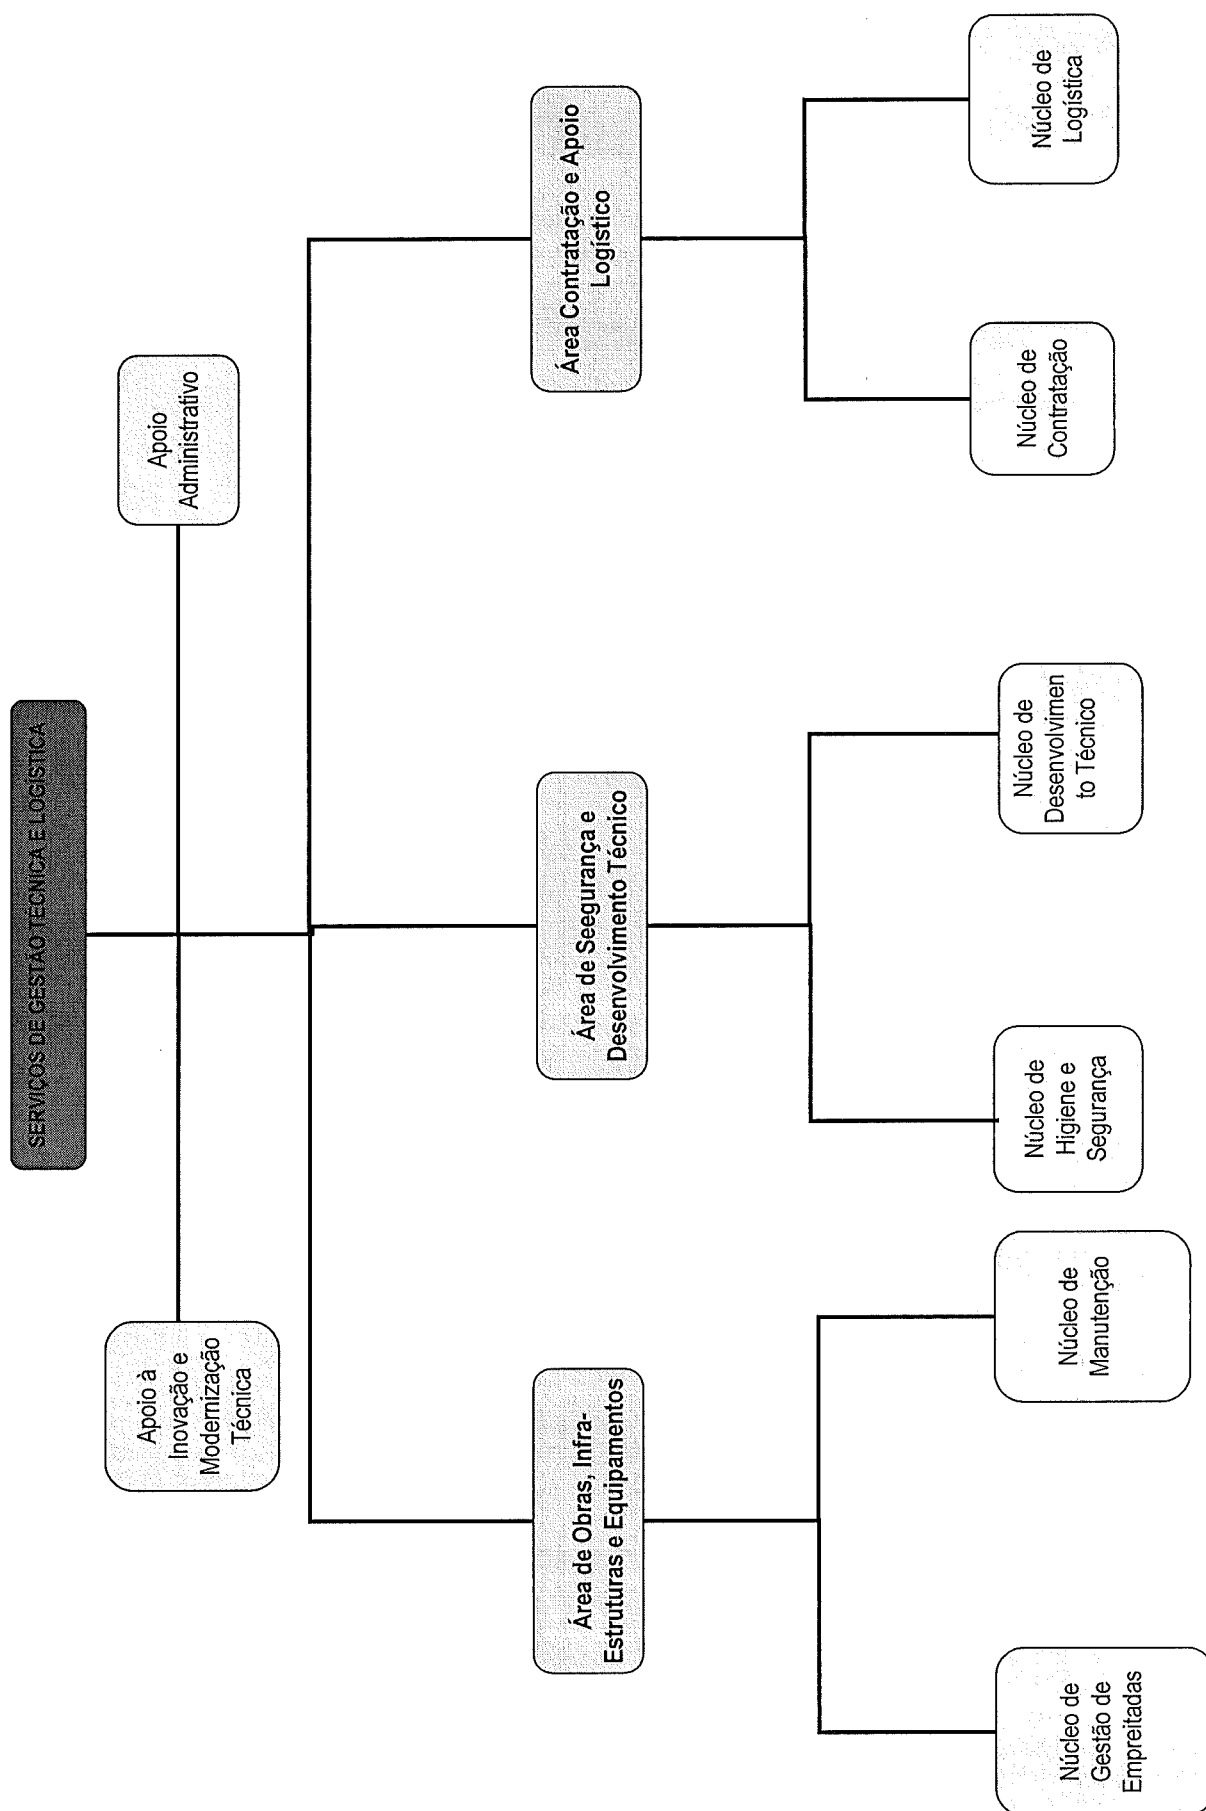 SERVIÇOS DE GESTÃO TÉCNICA E LOGÍSTICA
Apoio à
Inovação e
Modernização
Técnica
Apoio
Administrativo
Área de Obras, Infra-
Estruturas e Equipamentos
Área de Seegurança e
Desenvolvimento Técnico
Área Contratação e Apoio
Logístico
Núcleo de
Gestão de
Empreitadas
Núcleo de
Manutenção
Núcleo de
Higiene e
Segurança
Núcleo de
Desenvolvimen
to Técnico
Núcleo de
Contratação
Núcleo de
Logística